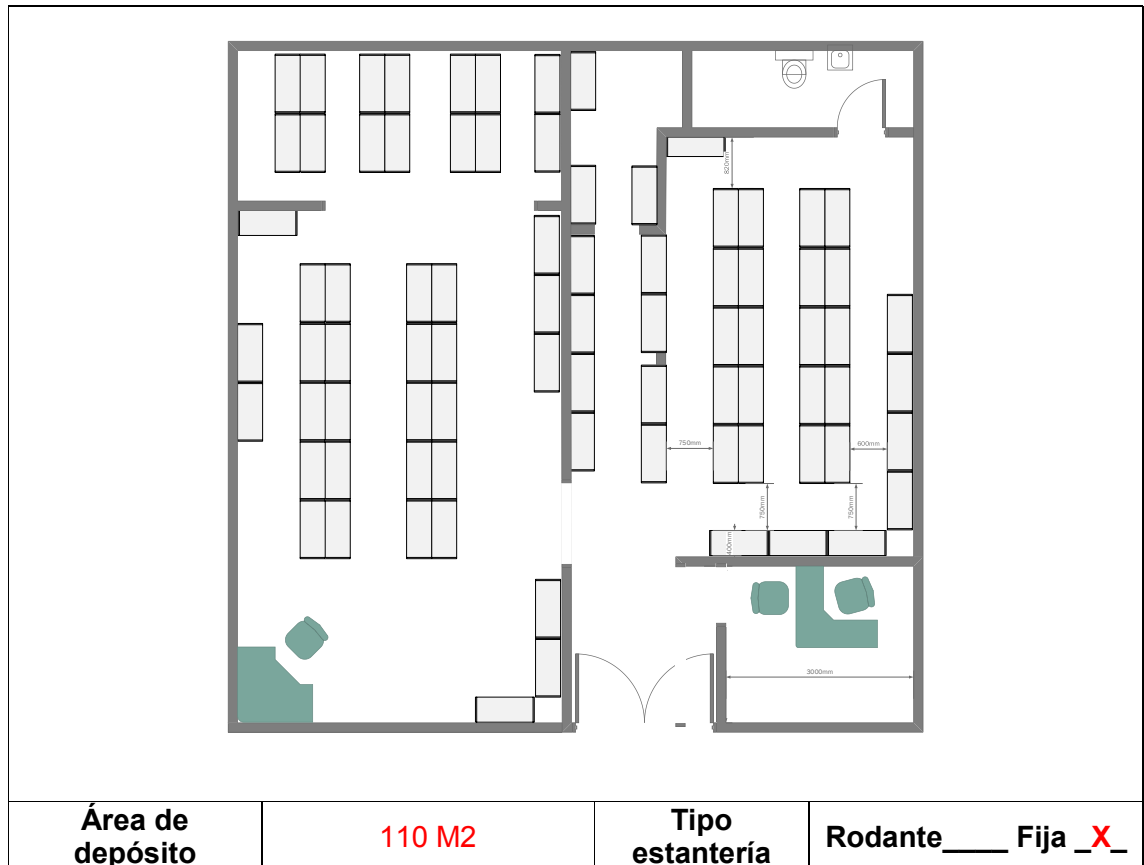 820mm
750mm
600mm
750mm
750mm
400mm
3000mm
Área de
depósito
110 M2
Tipo
estantería
Rodante____ Fija _X_